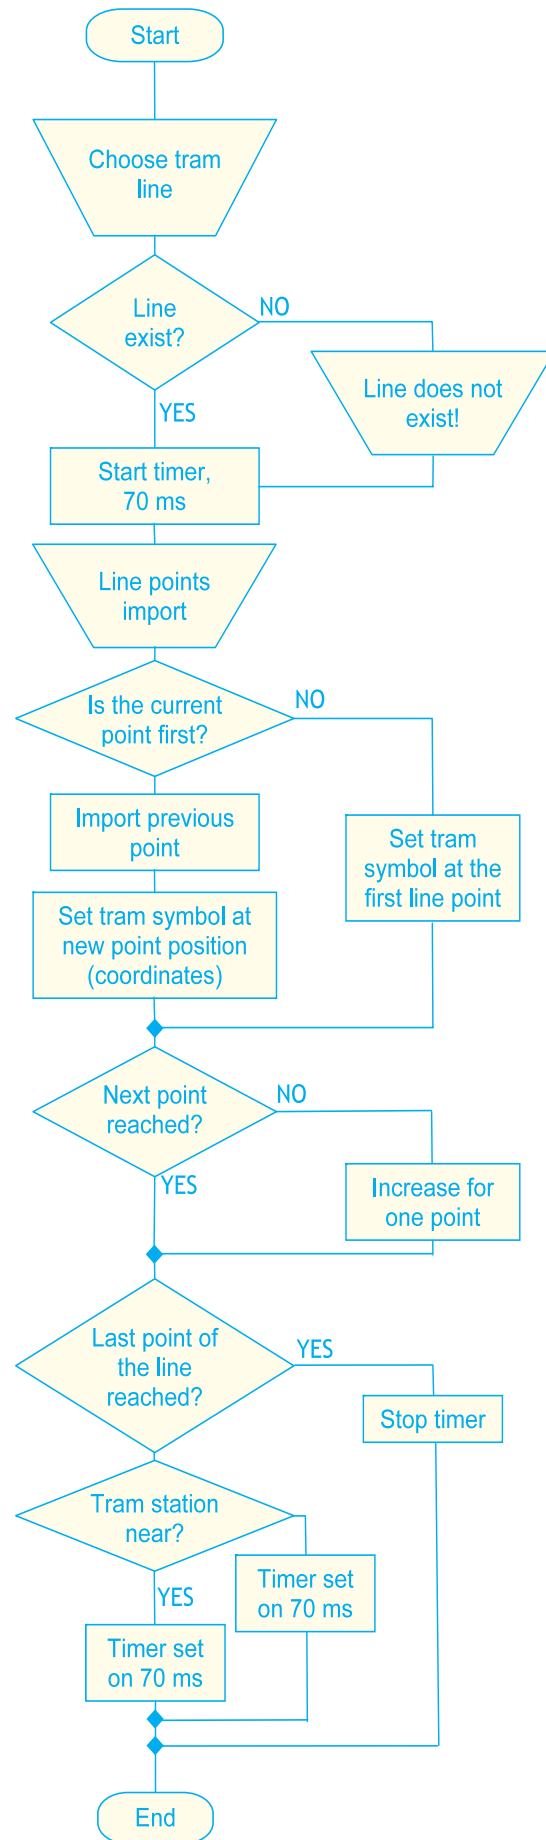 Start
Choose tram
line
Line
exist?
NO
Line does not
exist!
YES
Start timer,
70 ms
Line points
import
Is the current
point first?
NO
Import previous
point
Set tram
symbol at the
first line point
Set tram symbol at
new point position
(coordinates)
Next point
reached?
NO
YES
Increase for
one point
Last point of
the line
reached?
YES
Stop timer
Tram station
near?
Timer set
on 70 ms
YES
Timer set
on 70 ms
End